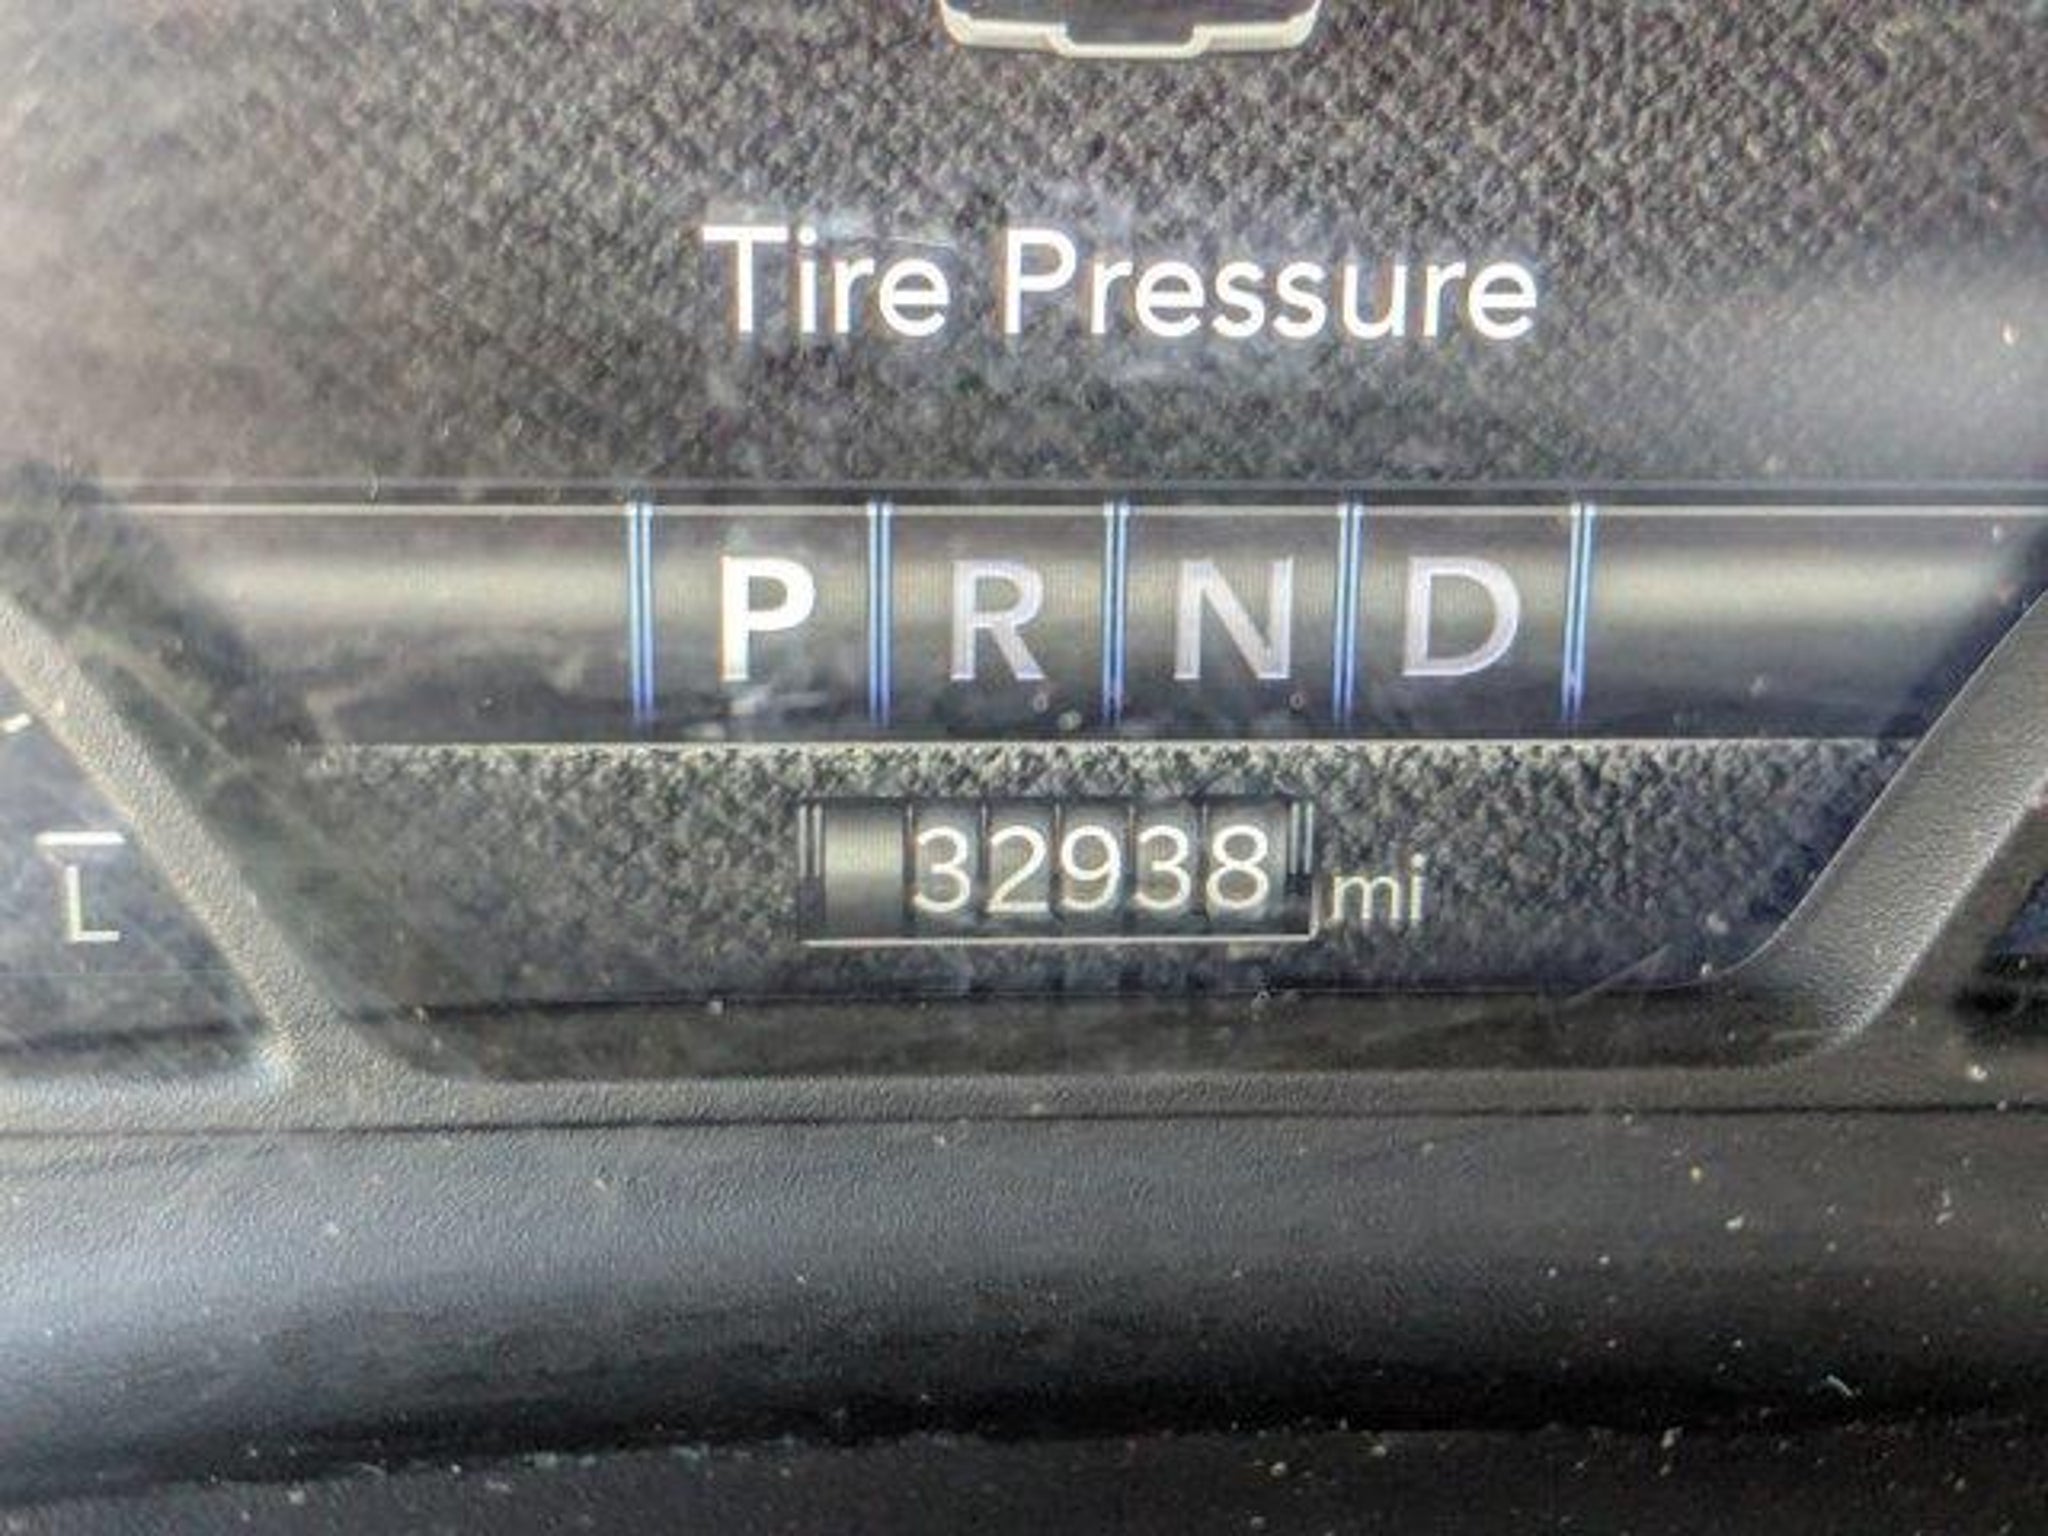 Tire Pressure
P R N D
32938 mi
L